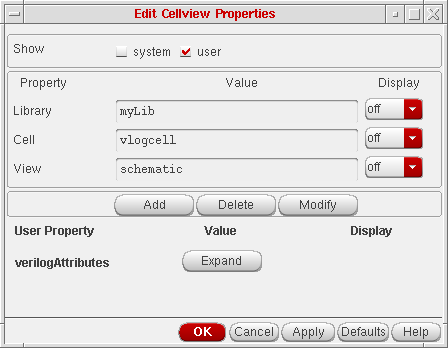 Edit Cellview Properties
Show system user
Property Value Display
Library myLib off
Cell vlogcell off
View schematic off
Add Delete Modify
User Property Value Display
verilogAttributes Expand
OK Cancel Apply Defaults Help